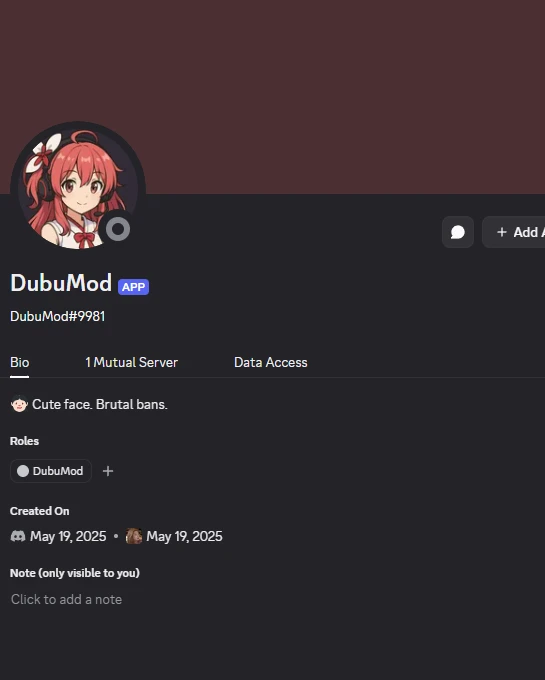 + Add A
DubuMod APP
DubuMod#9981
Bio 1 Mutual Server Data Access
Cute face. Brutal bans.
Roles
DubuMod +
Created On
May 19, 2025 • May 19, 2025
Note (only visible to you)
Click to add a note